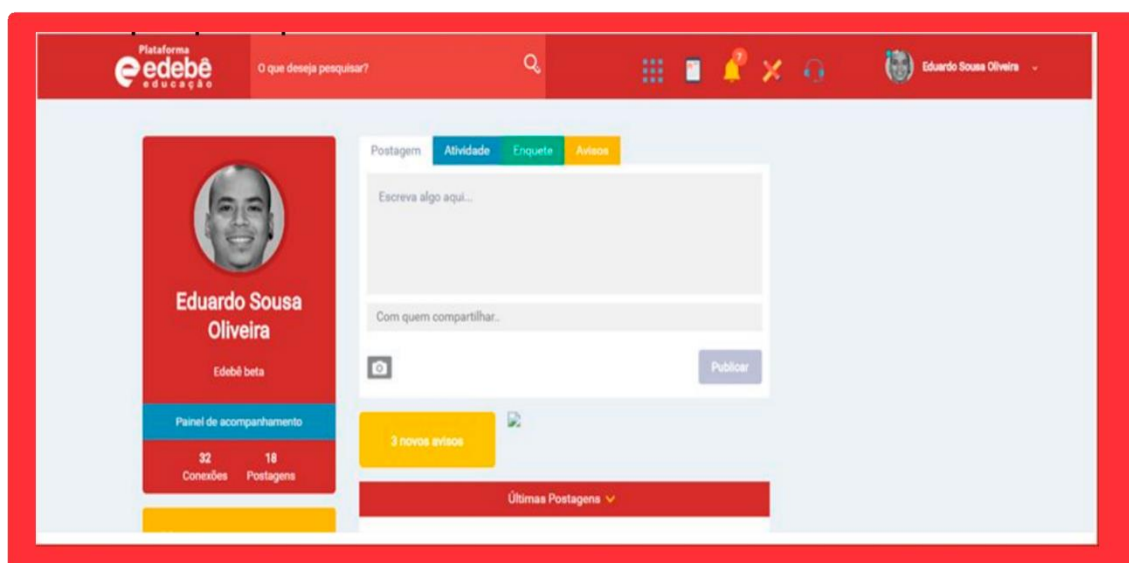 Plataforma
edebê
educação
O que deseja pesquisar?
7
Eduardo Sousa Oliveira
Postagem
Atividade
Enquete
Avisos
Escreva algo aqui...
Eduardo Sousa
Oliveira
Edebê beta
Com quem compartilhar..
Publicar
Painel de acompanhamento
32
Conexões
18
Postagens
3 novos avisos
Últimas Postagens